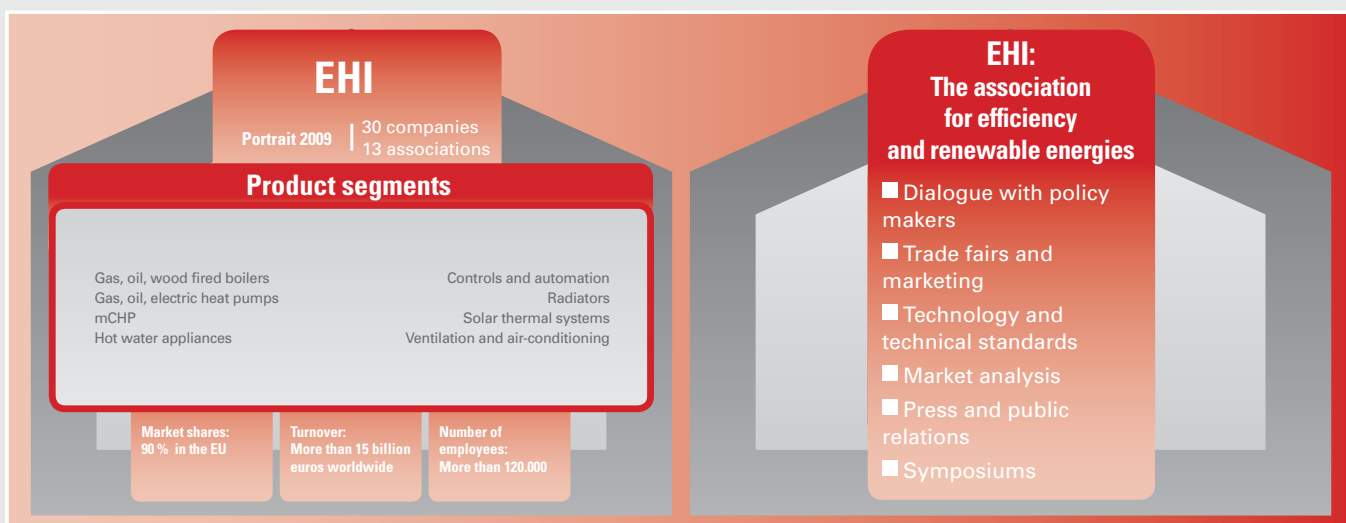 EHI
Portrait 2009
30 companies
13 associations
Product segments
Gas, oil, wood fired boilers
Gas, oil, electric heat pumps
mCHP
Hot water appliances
Controls and automation
Radiators
Solar thermal systems
Ventilation and air-conditioning
Market shares:
90 % in the EU
Turnover:
More than 15 billion
euros worldwide
Number of
employees:
More than 120.000
EHI:
The association
for efficiency
and renewable energies
Dialogue with policy
makers
Trade fairs and
marketing
Technology and
technical standards
Market analysis
Press and public
relations
Symposiums